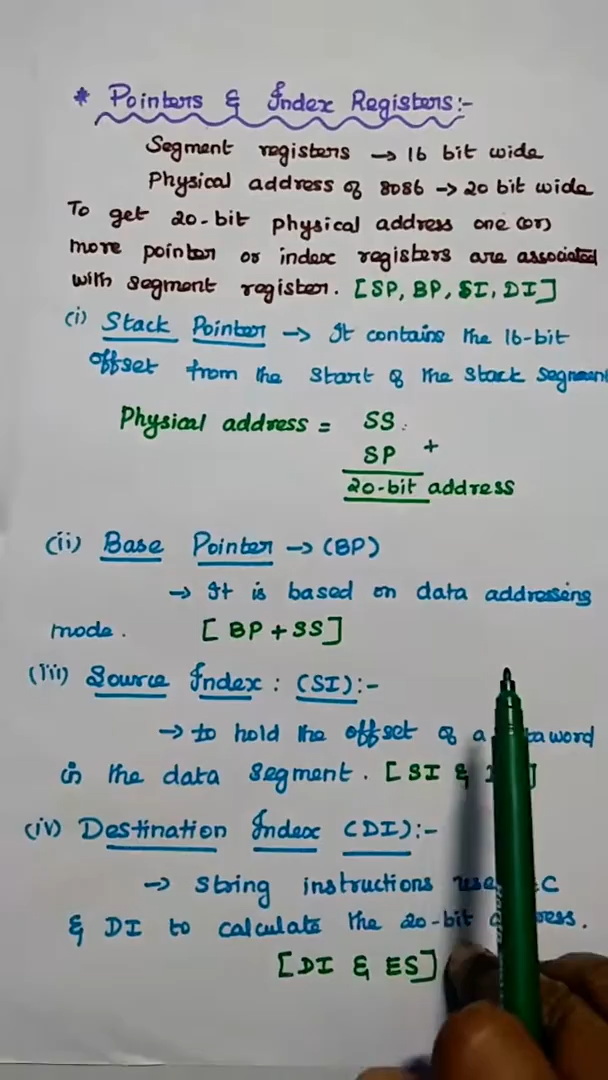 * Pointers & Index Registers:-
Segment registers → 16 bit wide
Physical address of 8086 → 20 bit wide
To get 20-bit physical address one (or)
more pointer or index registers are associated
with segment register. [SP, BP, SI, DI]
(i) Stack Pointer → It contains the 16-bit
offset from the start of the stack segment
Physical address = SS
SP +
20-bit address
(ii) Base Pointer → (BP)
→ It is based on data addressing
mode. [BP + SS]
(iii) Source Index : (SI):-
→ to hold the offset of a word
in the data segment. [SI & ]
(iv) Destination Index (DI):-
→ String instructions use
& DI to calculate the 20-bit
[DI & ES]